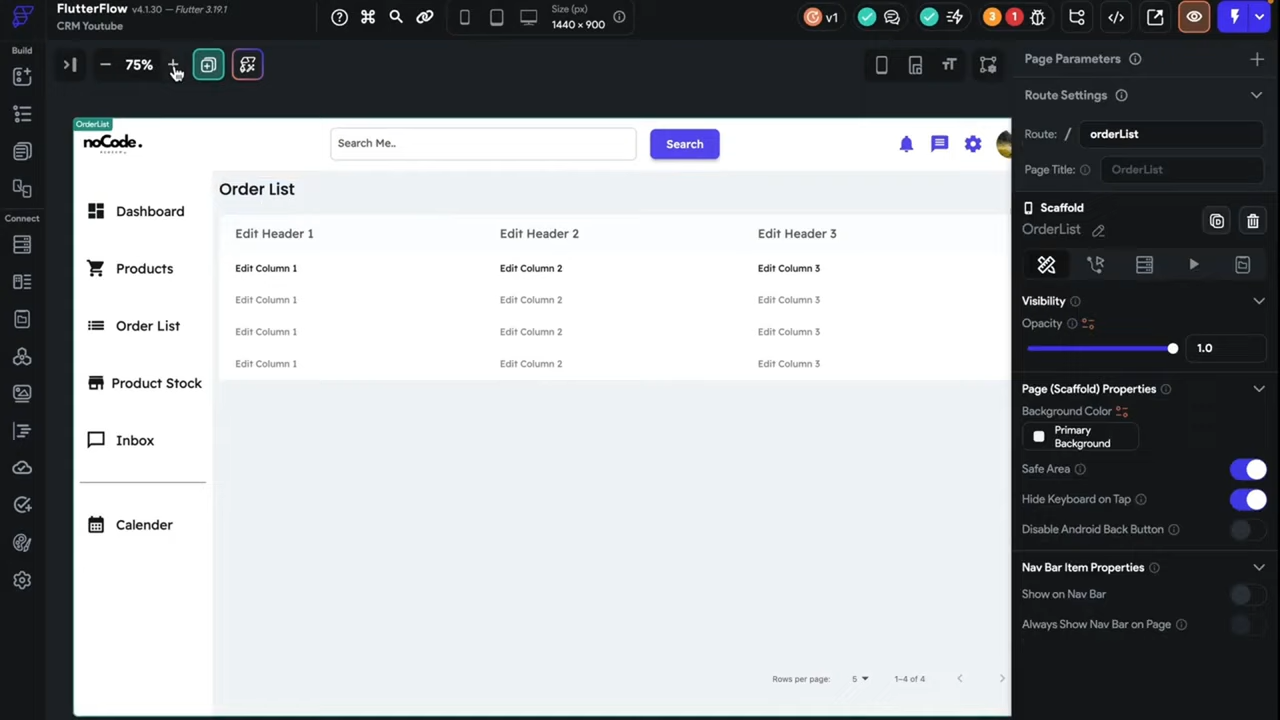 FlutterFlow v4.1.30 – Flutter 3.19.1
CRM Youtube
Size (px)
1440 × 900
v1
3
1
Build
Connect
75%
OrderList
noCode.
Search Me..
Search
Dashboard
Products
Order List
Product Stock
Inbox
Calender
Order List
Edit Header 1 Edit Header 2 Edit Header 3
Edit Column 1 Edit Column 2 Edit Column 3
Edit Column 1 Edit Column 2 Edit Column 3
Edit Column 1 Edit Column 2 Edit Column 3
Edit Column 1 Edit Column 2 Edit Column 3
Rows per page: 5 1–4 of 4
Page Parameters
Route Settings
Route: / orderList
Page Title: OrderList
Scaffold
OrderList
Visibility
Opacity
1.0
Page (Scaffold) Properties
Background Color
Primary
Background
Safe Area
Hide Keyboard on Tap
Disable Android Back Button
Nav Bar Item Properties
Show on Nav Bar
Always Show Nav Bar on Page